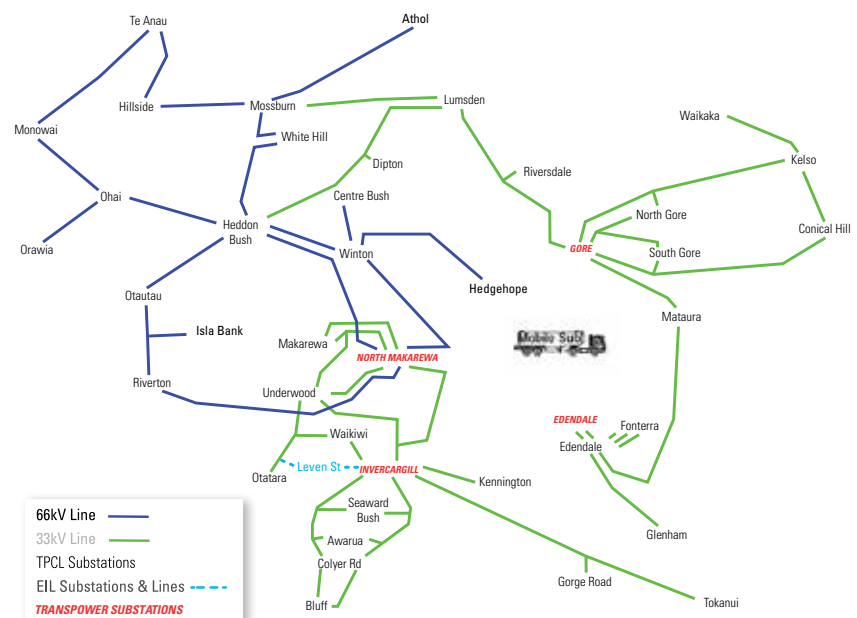 Te Anau
Athol
Hillside
Mossburn
Lumsden
Waikaka
Monowai
White Hill
Kelso
Dipton
Riversdale
Ohai
Centre Bush
North Gore
Heddon
Bush
Conical Hill
Orawia
Winton
GORE
South Gore
Hedgehope
Otautau
Mataura
Isla Bank
Makarewa
Mobile Sub
NORTH MAKAREWA
Riverton
Underwood
EDENDALE
Fonterra
Waikiwi
Edendale
Leven St
INVERCARGILL
Otatara
Kennington
Seaward
Bush
Glenham
Awarua
Colyer Rd
Gorge Road
Bluff
Tokanui
66kV Line
33kV Line
TPCL Substations
EIL Substations & Lines
TRANSPOWER SUBSTATIONS